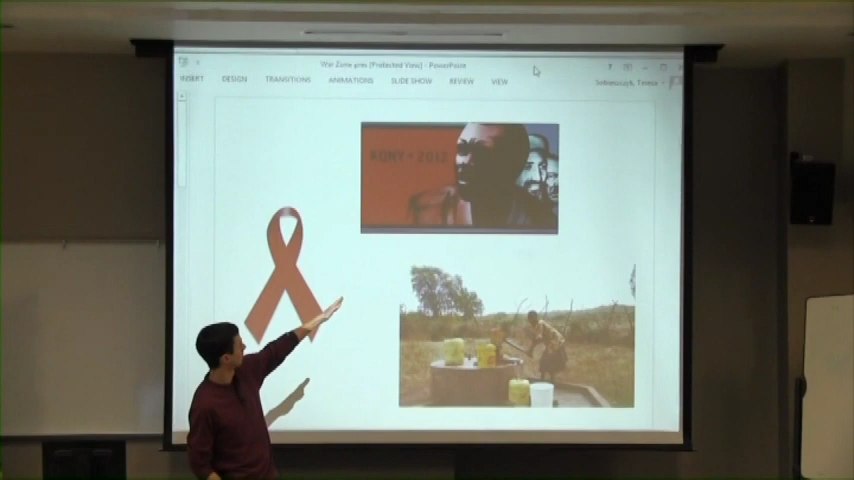 War Zone pres [Protected View] - PowerPoint
?
INSERT DESIGN TRANSITIONS ANIMATIONS SLIDE SHOW REVIEW VIEW
KONY 2012